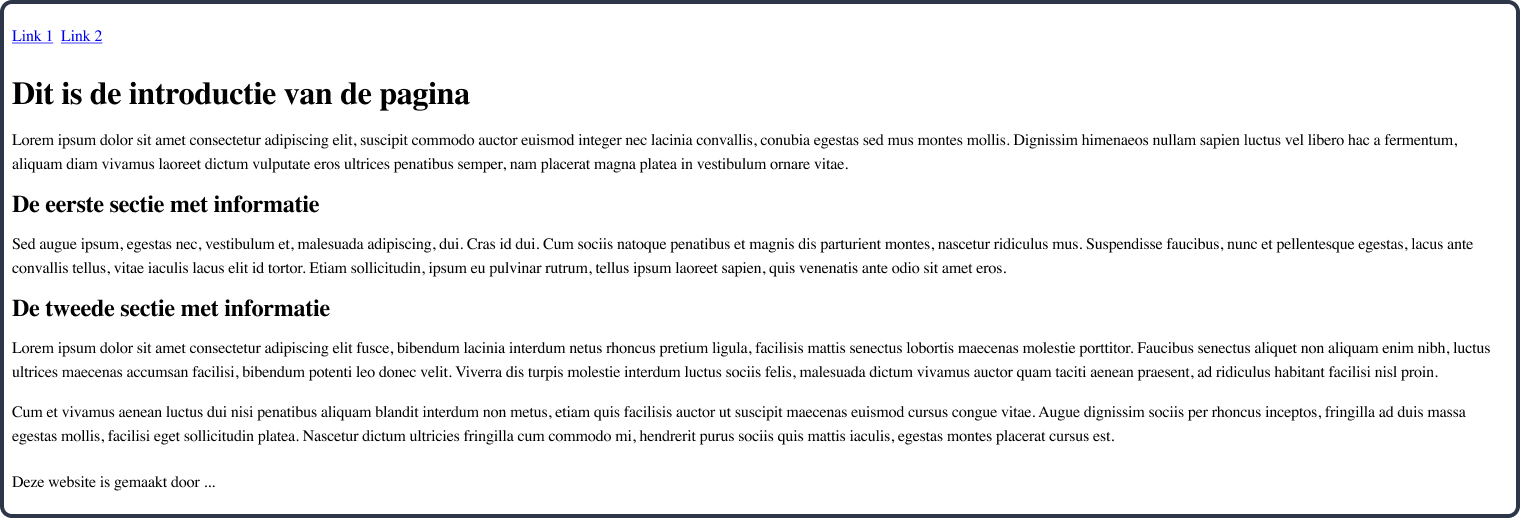 Link 1 Link 2
Dit is de introductie van de pagina
Lorem ipsum dolor sit amet consectetur adipiscing elit, suscipit commodo auctor euismod integer nec lacinia convallis, conubia egestas sed mus montes mollis. Dignissim himenaeos nullam sapien luctus vel libero hac a fermentum,
aliquam diam vivamus laoreet dictum vulputate eros ultrices penatibus semper, nam placerat magna platea in vestibulum ornare vitae.
De eerste sectie met informatie
Sed augue ipsum, egestas nec, vestibulum et, malesuada adipiscing, dui. Cras id dui. Cum sociis natoque penatibus et magnis dis parturient montes, nascetur ridiculus mus. Suspendisse faucibus, nunc et pellentesque egestas, lacus ante
convallis tellus, vitae iaculis lacus elit id tortor. Etiam sollicitudin, ipsum eu pulvinar rutrum, tellus ipsum laoreet sapien, quis venenatis ante odio sit amet eros.
De tweede sectie met informatie
Lorem ipsum dolor sit amet consectetur adipiscing elit fusce, bibendum lacinia interdum netus rhoncus pretium ligula, facilisis mattis senectus lobortis maecenas molestie porttitor. Faucibus senectus aliquet non aliquam enim nibh, luctus
ultrices maecenas accumsan facilisi, bibendum potenti leo donec velit. Viverra dis turpis molestie interdum luctus sociis felis, malesuada dictum vivamus auctor quam taciti aenean praesent, ad ridiculus habitant facilisi nisl proin.
Cum et vivamus aenean luctus dui nisi penatibus aliquam blandit interdum non metus, etiam quis facilisis auctor ut suscipit maecenas euismod cursus congue vitae. Augue dignissim sociis per rhoncus inceptos, fringilla ad duis massa
egestas mollis, facilisi eget sollicitudin platea. Nascetur dictum ultricies fringilla cum commodo mi, hendrerit purus sociis quis mattis iaculis, egestas montes placerat cursus est.
Deze website is gemaakt door ...